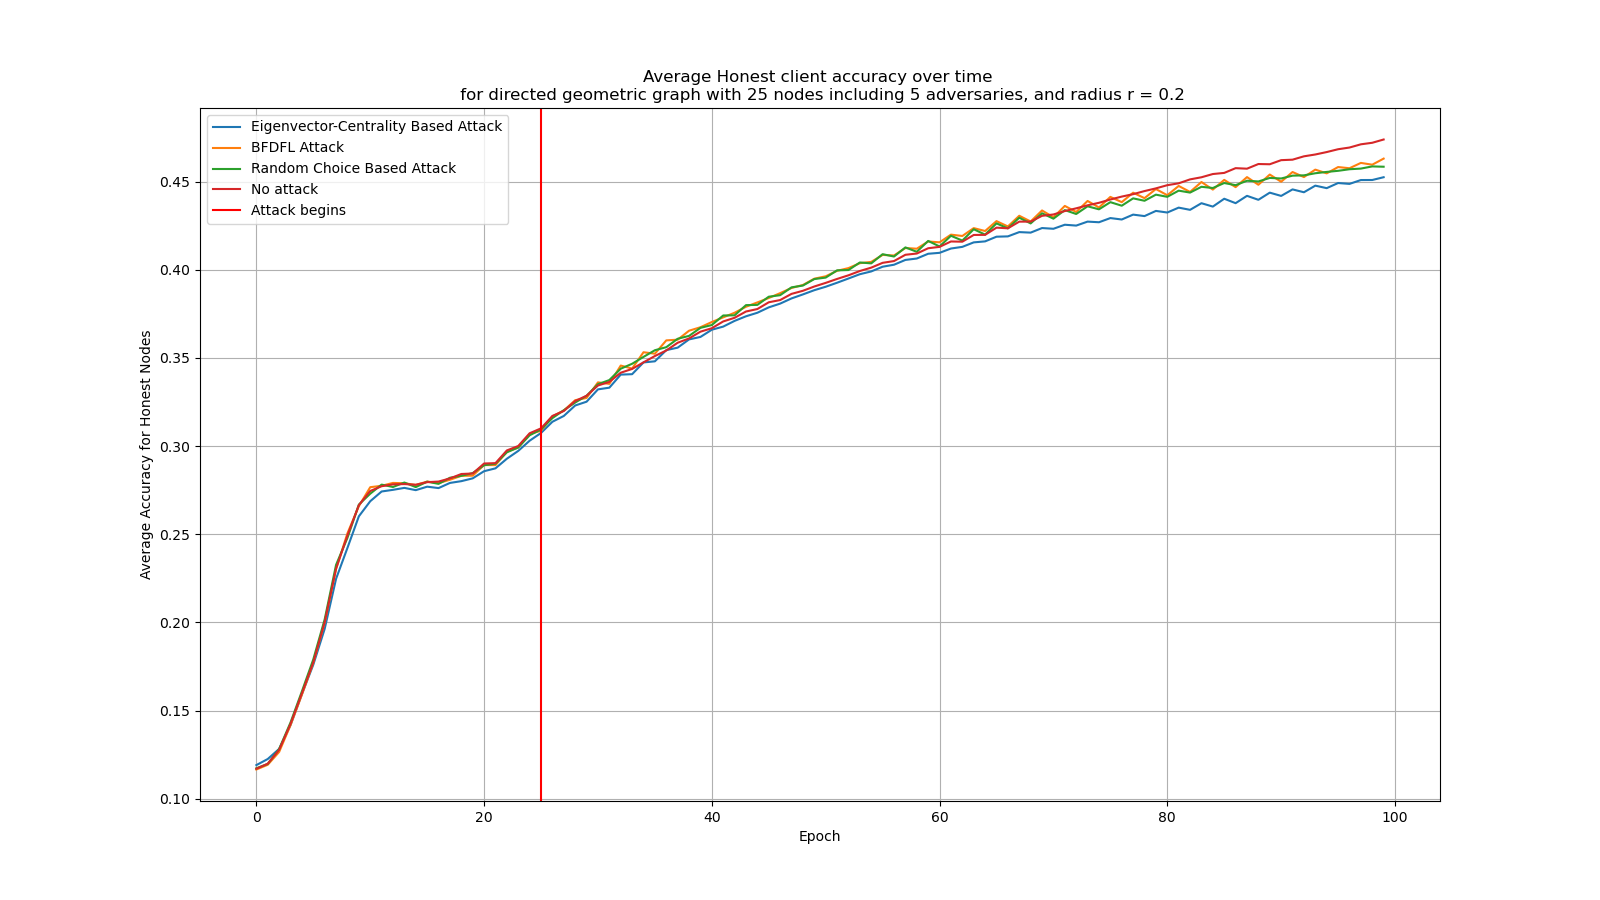 Average Honest client accuracy over time
for directed geometric graph with 25 nodes including 5 adversaries, and radius r = 0.2
Eigenvector-Centrality Based Attack
BFDFL Attack
Random Choice Based Attack
No attack
Attack begins
Average Accuracy for Honest Nodes
0.45
0.40
0.35
0.30
0.25
0.20
0.15
0.10
0 20 40 60 80 100
Epoch